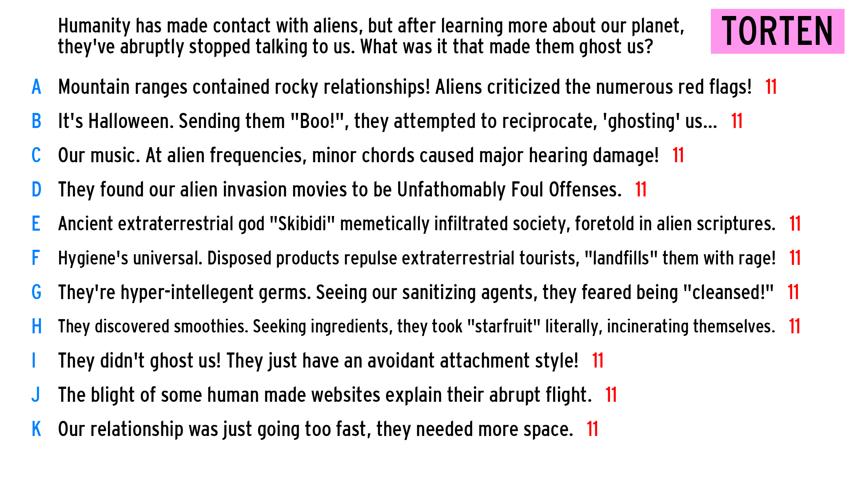 Humanity has made contact with aliens, but after learning more about our planet,
they've abruptly stopped talking to us. What was it that made them ghost us?
TORTEN
A Mountain ranges contained rocky relationships! Aliens criticized the numerous red flags! 11
B It's Halloween. Sending them "Boo!", they attempted to reciprocate, 'ghosting' us... 11
C Our music. At alien frequencies, minor chords caused major hearing damage! 11
D They found our alien invasion movies to be Unfathomably Foul Offenses. 11
E Ancient extraterrestrial god "Skibidi" memetically infiltrated society, foretold in alien scriptures. 11
F Hygiene's universal. Disposed products repulse extraterrestrial tourists, "landfills" them with rage! 11
G They're hyper-intellegent germs. Seeing our sanitizing agents, they feared being "cleansed!" 11
H They discovered smoothies. Seeking ingredients, they took "starfruit" literally, incinerating themselves. 11
I They didn't ghost us! They just have an avoidant attachment style! 11
J The blight of some human made websites explain their abrupt flight. 11
K Our relationship was just going too fast, they needed more space. 11